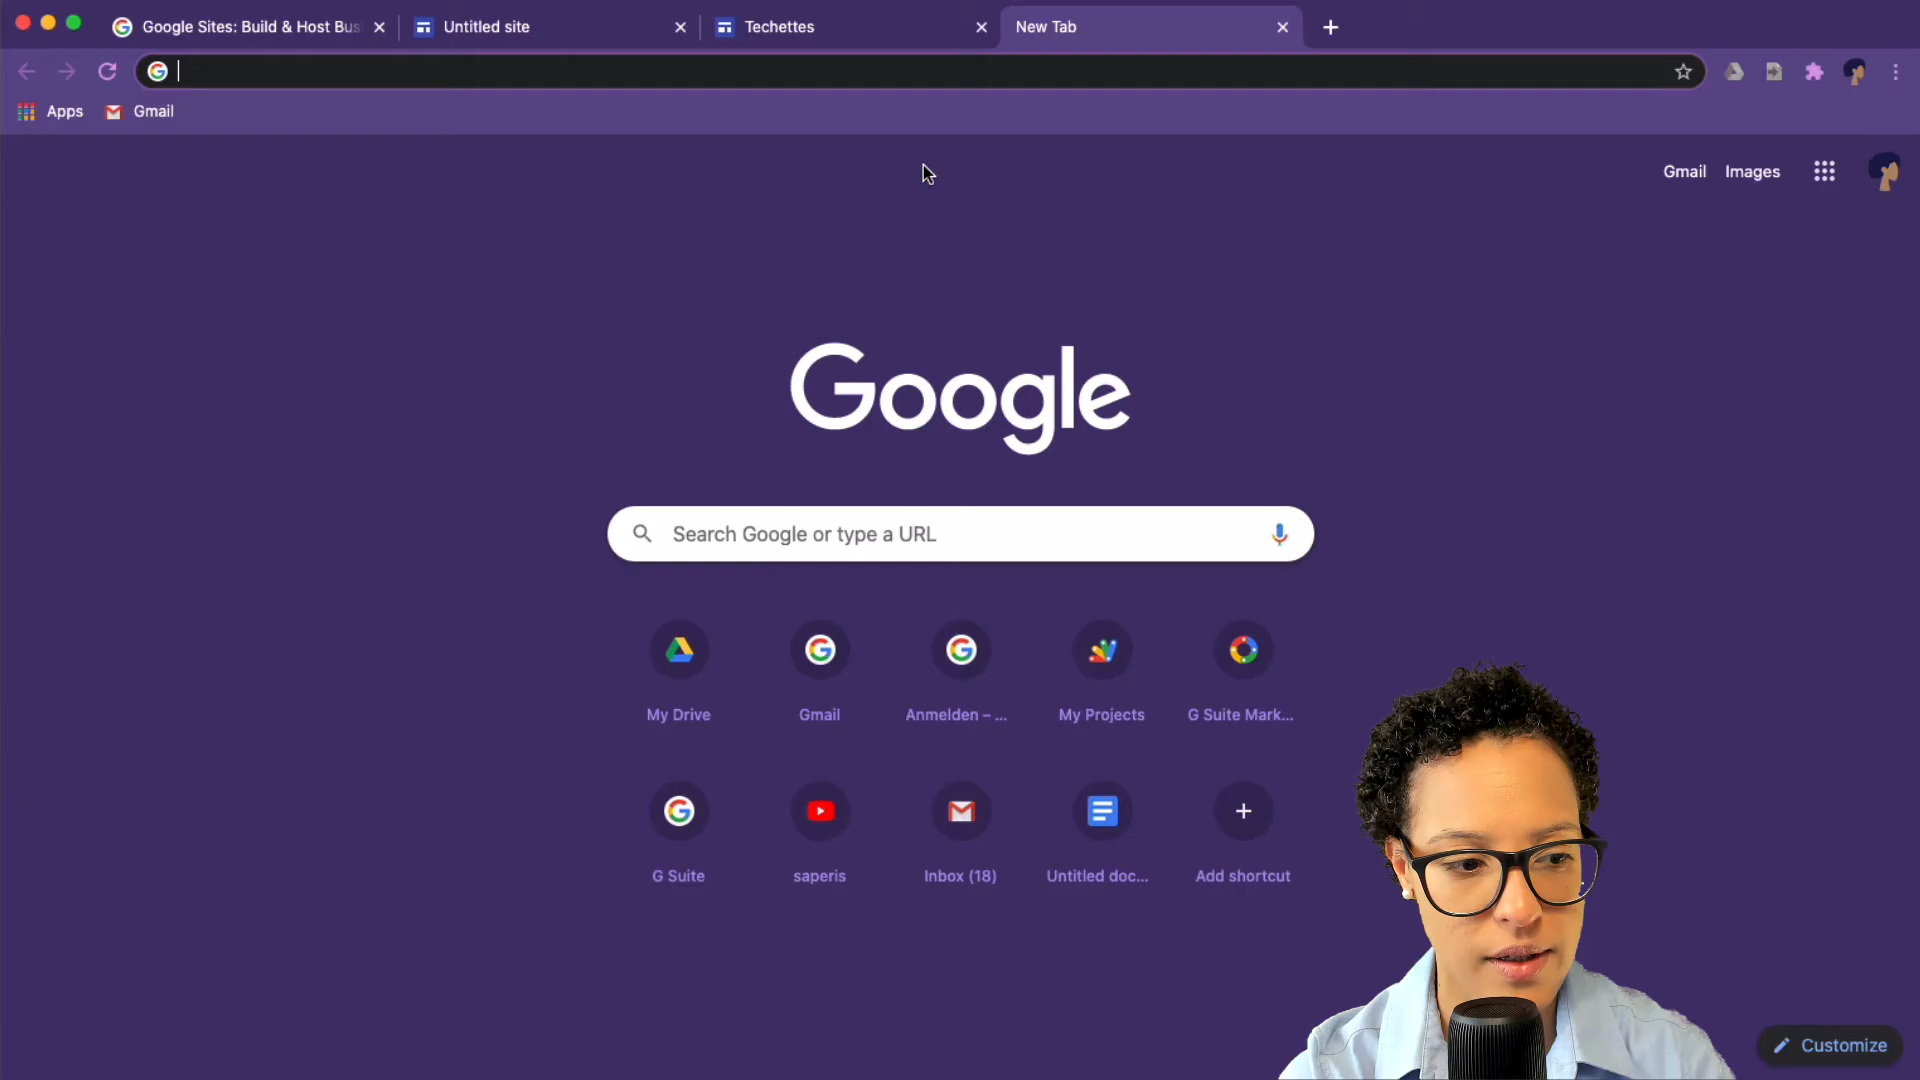 Google Sites: Build & Host Bus
Untitled site
Techettes
New Tab
Apps
Gmail
Gmail
Images
Google
Search Google or type a URL
My Drive
Gmail
Anmelden – ...
My Projects
G Suite Mark...
G Suite
saperis
Inbox (18)
Untitled doc...
Add shortcut
Customize